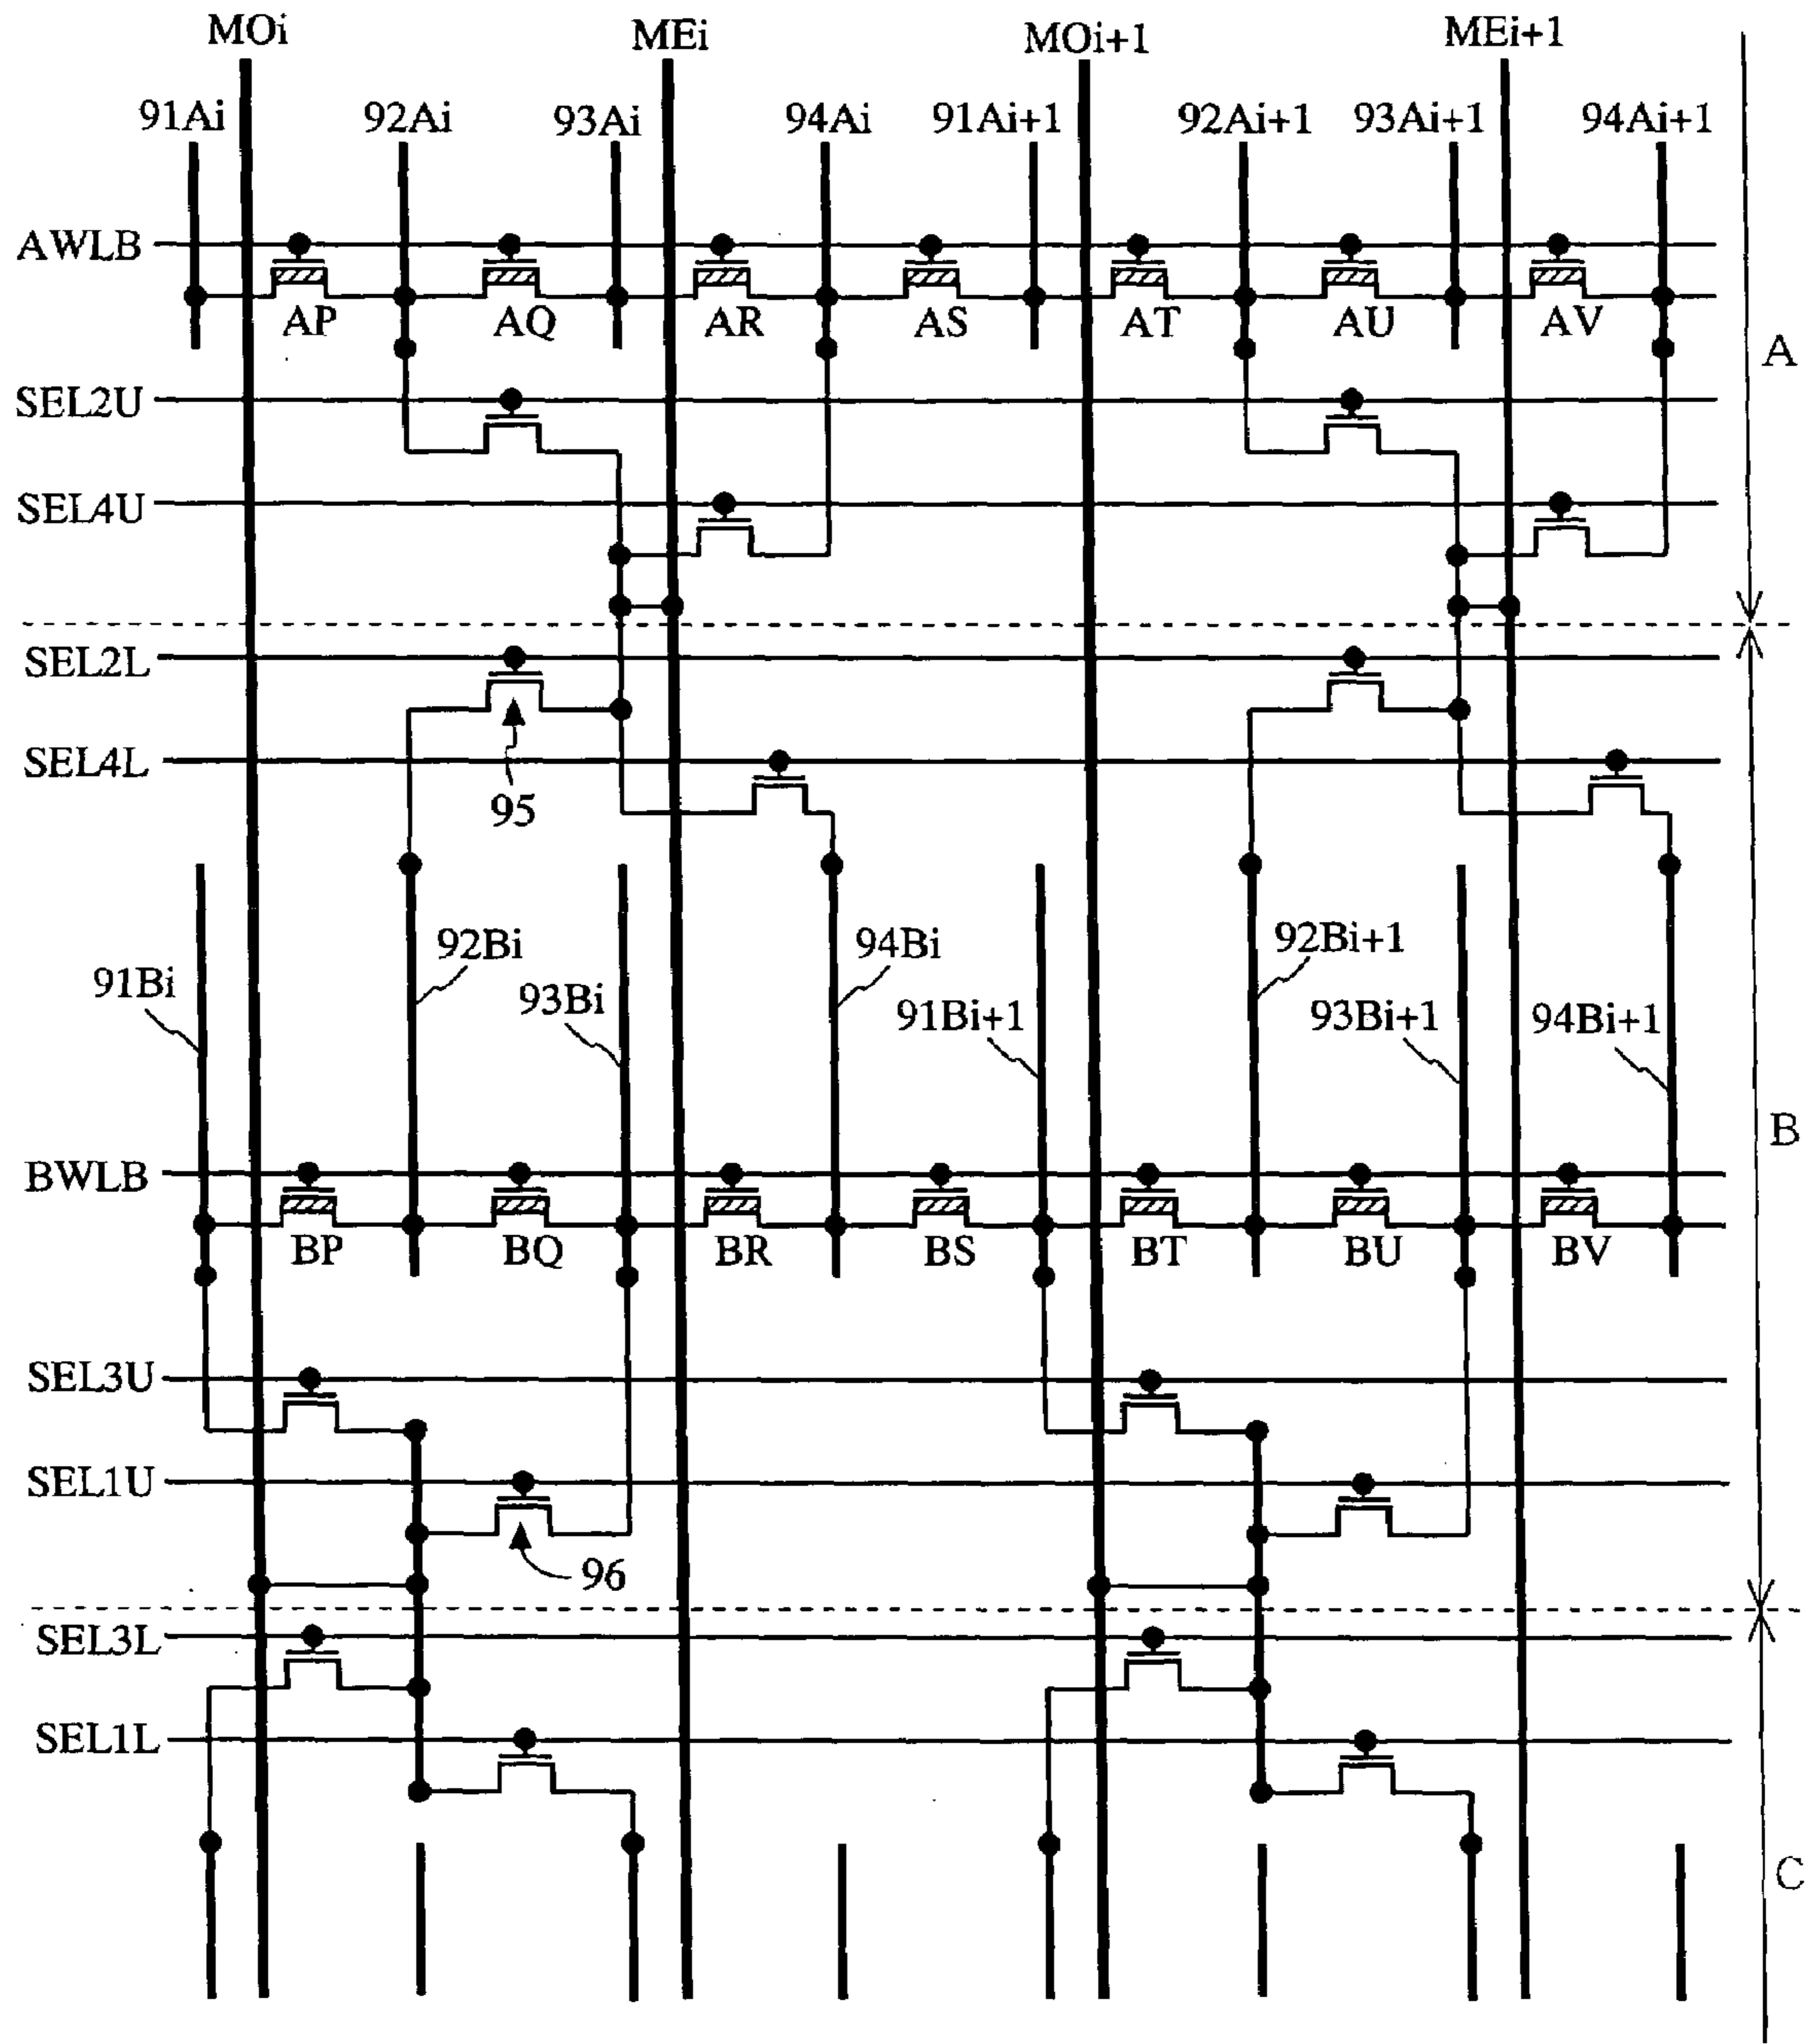 MOi MEi MOi+1 MEi+1
91Ai 92Ai 93Ai 94Ai 91Ai+1 92Ai+1 93Ai+1 94Ai+1
AWLB
AP AQ AR AS AT AU AV
A
SEL2U
SEL4U
SEL2L
SEL4L
95
91Bi 92Bi 93Bi 94Bi 91Bi+1 92Bi+1 93Bi+1 94Bi+1
B
BWLB
BP BQ BR BS BT BU BV
SEL3U
SEL1U
96
SEL3L
SEL1L
C